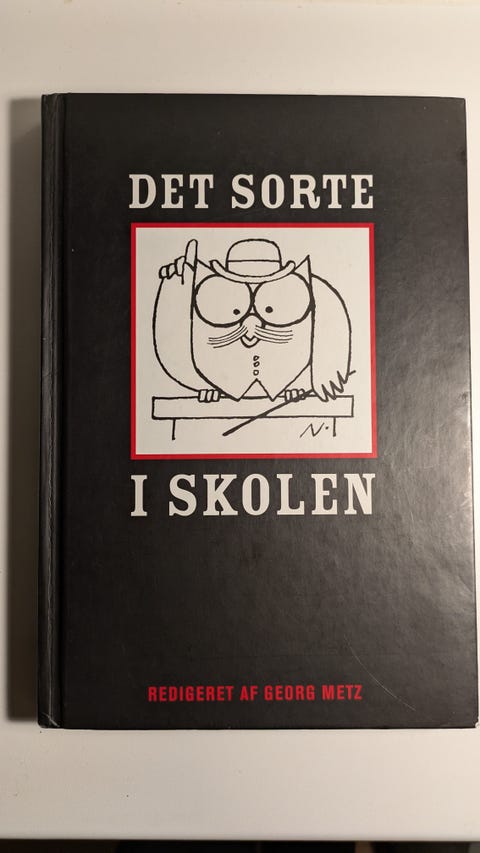 DET SORTE
I SKOLEN
REDIGERET AF GEORG METZ